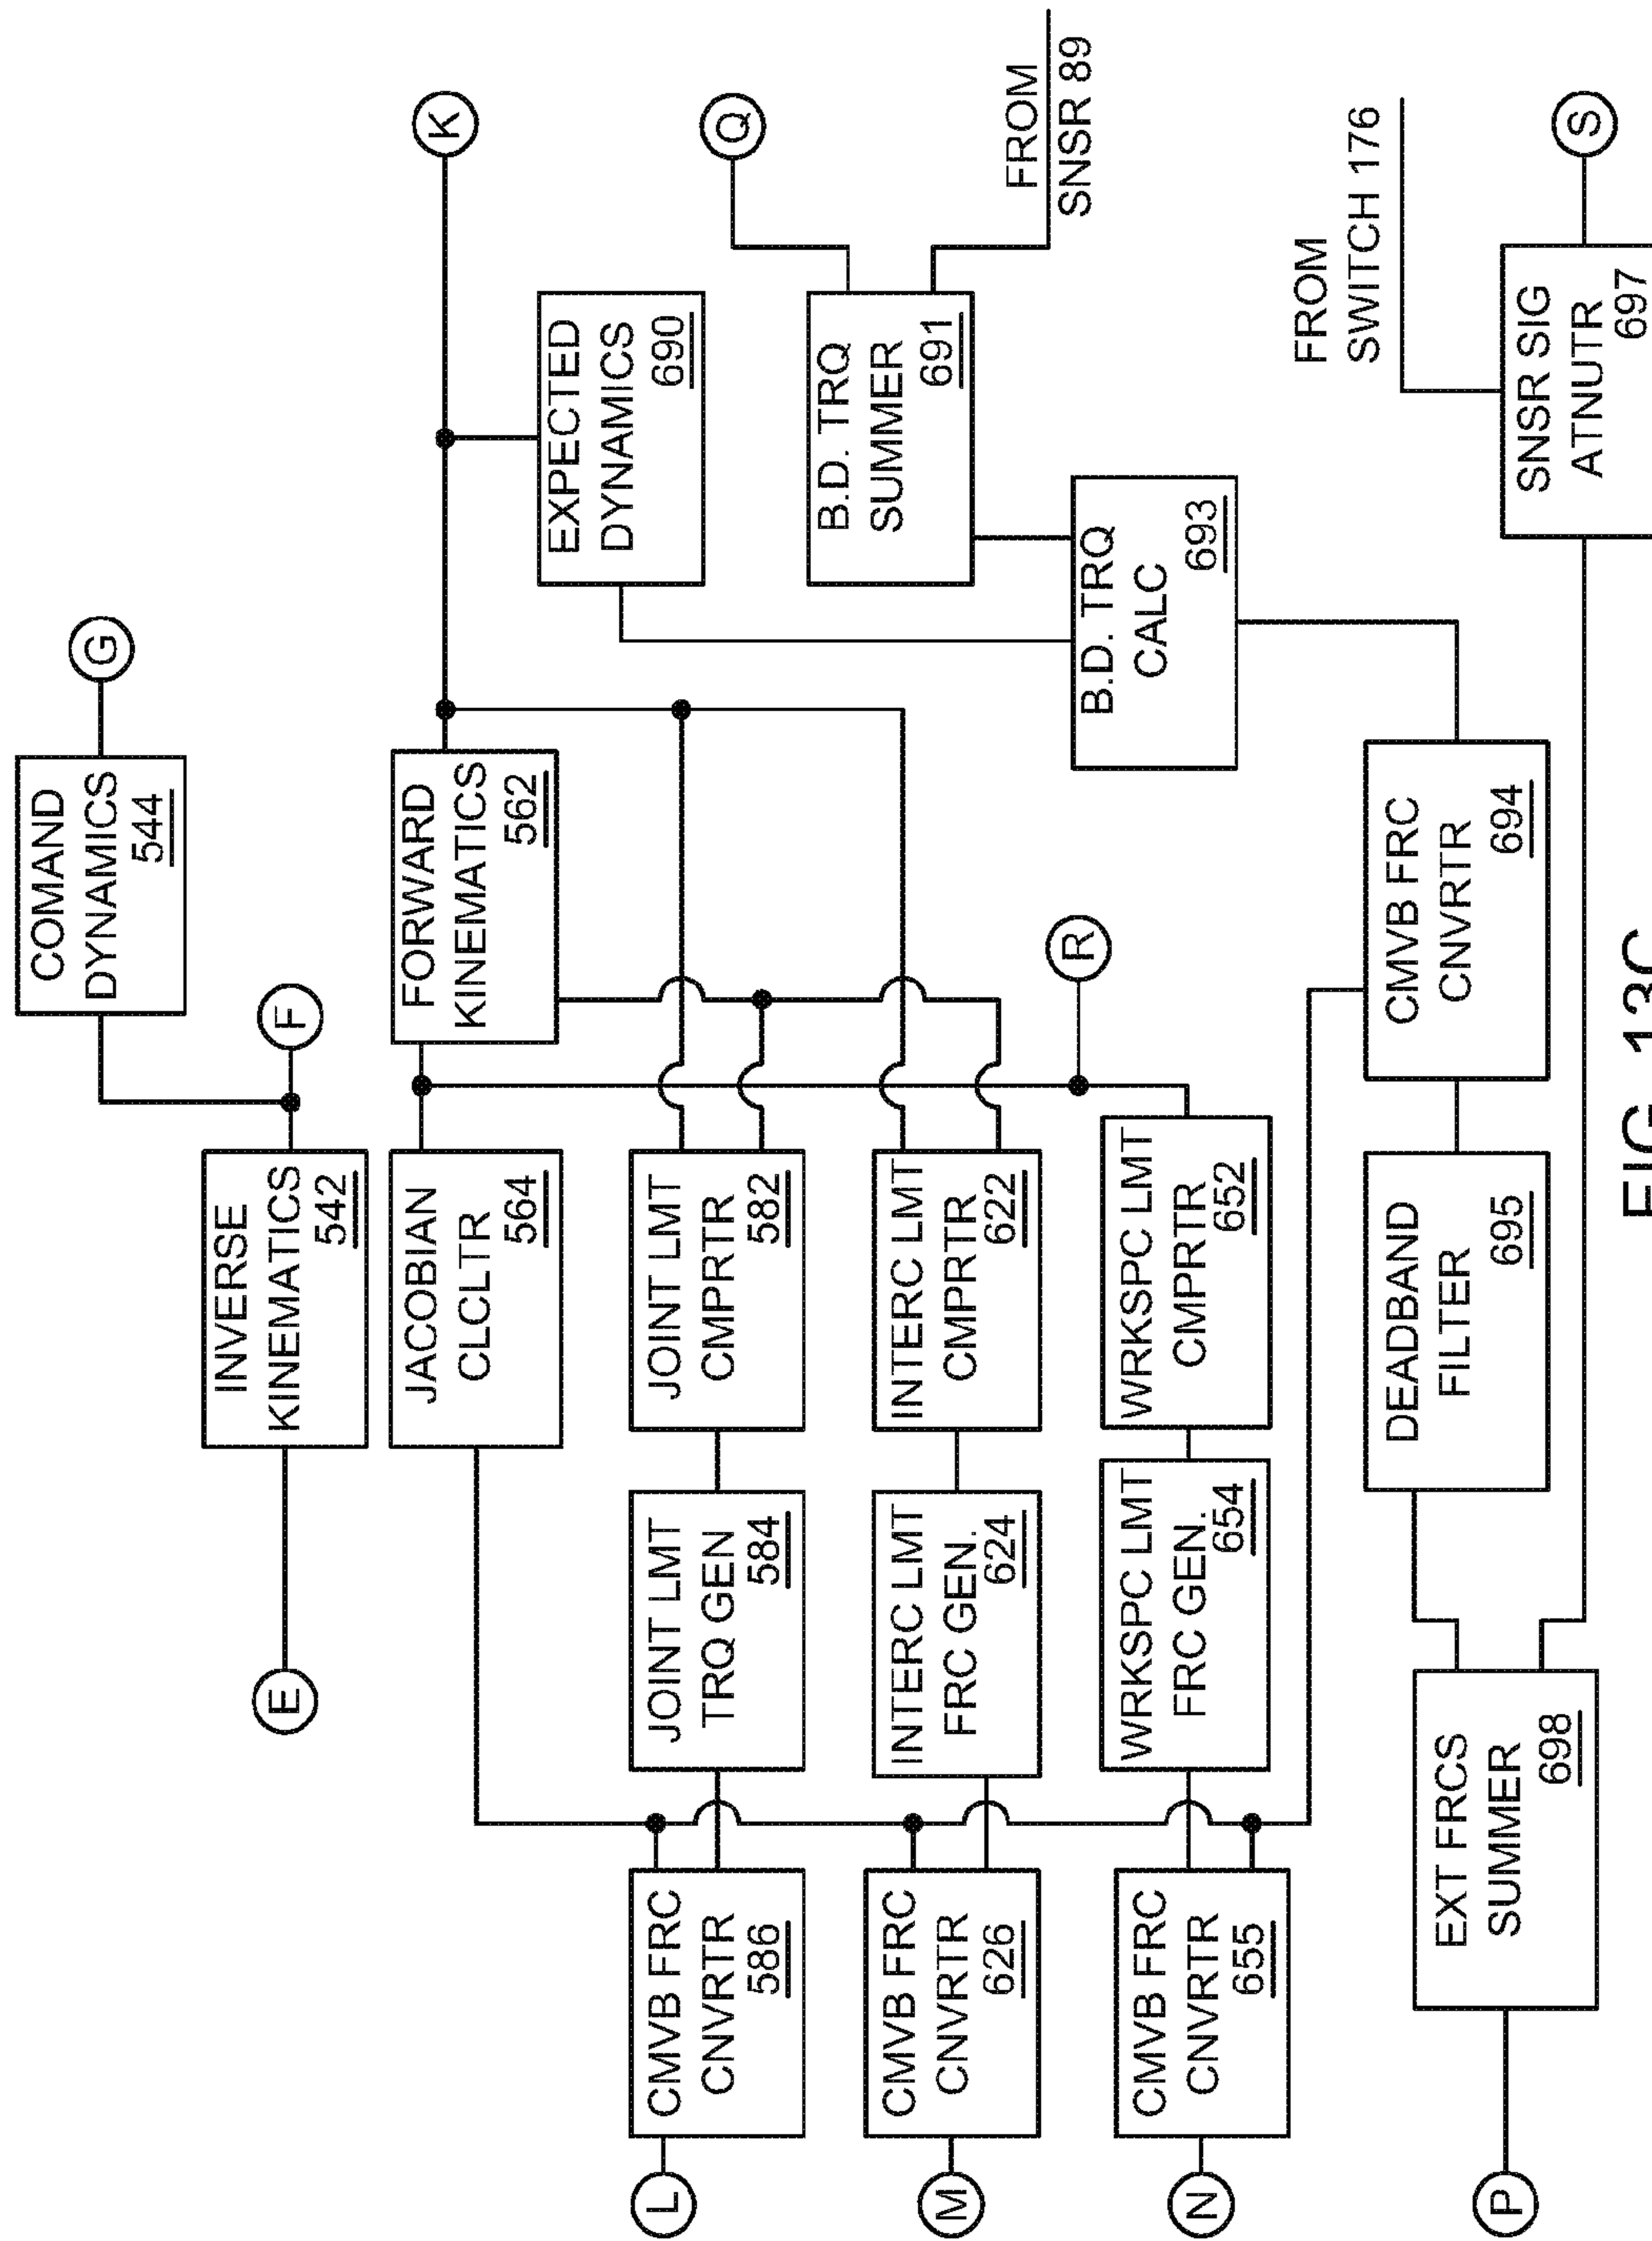 COMAND
DYNAMICS
544
G
INVERSE
KINEMATICS
542
E
F
JACOBIAN
CLCLTR
564
FORWARD
KINEMATICS
562
K
EXPECTED
DYNAMICS
690
L
CMVB FRC
CNVRTR
586
JOINT LMT
TRQ GEN
584
JOINT LMT
CMPRTR
582
Q
B.D. TRQ
SUMMER
691
M
CMVB FRC
CNVRTR
626
INTERC LMT
FRC GEN.
624
INTERC LMT
CMPRTR
622
FROM
SNSR 89
R
N
CMVB FRC
CNVRTR
655
WRKSPC LMT
FRC GEN.
654
WRKSPC LMT
CMPRTR
652
B.D. TRQ
CALC
693
FROM
SWITCH 176
P
EXT FRCS
SUMMER
698
DEADBAND
FILTER
695
CMVB FRC
CNVRTR
694
SNSR SIG
ATNUTR
697
S
FIG. 13C